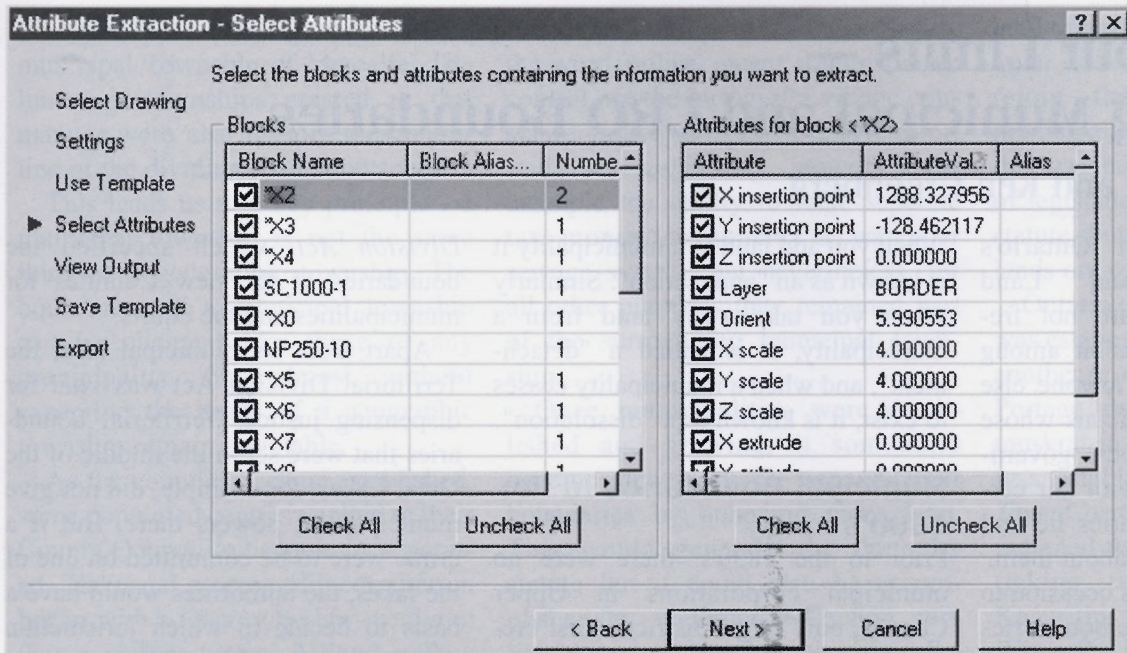 Attribute Extraction - Select Attributes
Select the blocks and attributes containing the information you want to extract.
Select Drawing
Settings
Use Template
Select Attributes
View Output
Save Template
Export
Blocks
Block Name Block Alias... Numbe
*X2 2
*X3 1
*X4 1
SC1000-1 1
*X0 1
NP250-10 1
*X5 1
*X6 1
*X7 1
Check All Uncheck All
Attributes for block <*X2>
Attribute AttributeVal.. Alias
X insertion point 1288.327956
Y insertion point -128.462117
Z insertion point 0.000000
Layer BORDER
Orient 5.990553
X scale 4.000000
Y scale 4.000000
Z scale 4.000000
X extrude 0.000000
Check All Uncheck All
< Back Next > Cancel Help